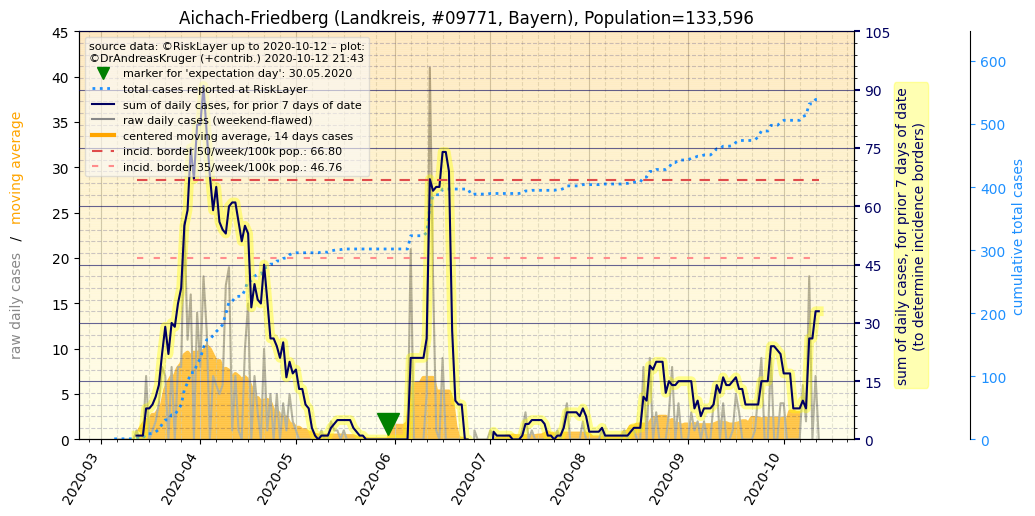 Aichach-Friedberg (Landkreis, #09771, Bayern), Population=133,596
source data: ©RiskLayer up to 2020-10-12 – plot:
©DrAndreasKruger (+contrib.) 2020-10-12 21:43
marker for 'expectation day': 30.05.2020
total cases reported at RiskLayer
sum of daily cases, for prior 7 days of date
raw daily cases (weekend-flawed)
centered moving average, 14 days cases
incid. border 50/week/100k pop.: 66.80
incid. border 35/week/100k pop.: 46.76
raw daily cases / moving average
45
40
35
30
25
20
15
10
5
0
2020-03
2020-04
2020-05
2020-06
2020-07
2020-08
2020-09
2020-10
105
90
75
60
45
30
15
0
sum of daily cases, for prior 7 days of date
(to determine incidence borders)
600
500
400
300
200
100
0
cumulative total cases